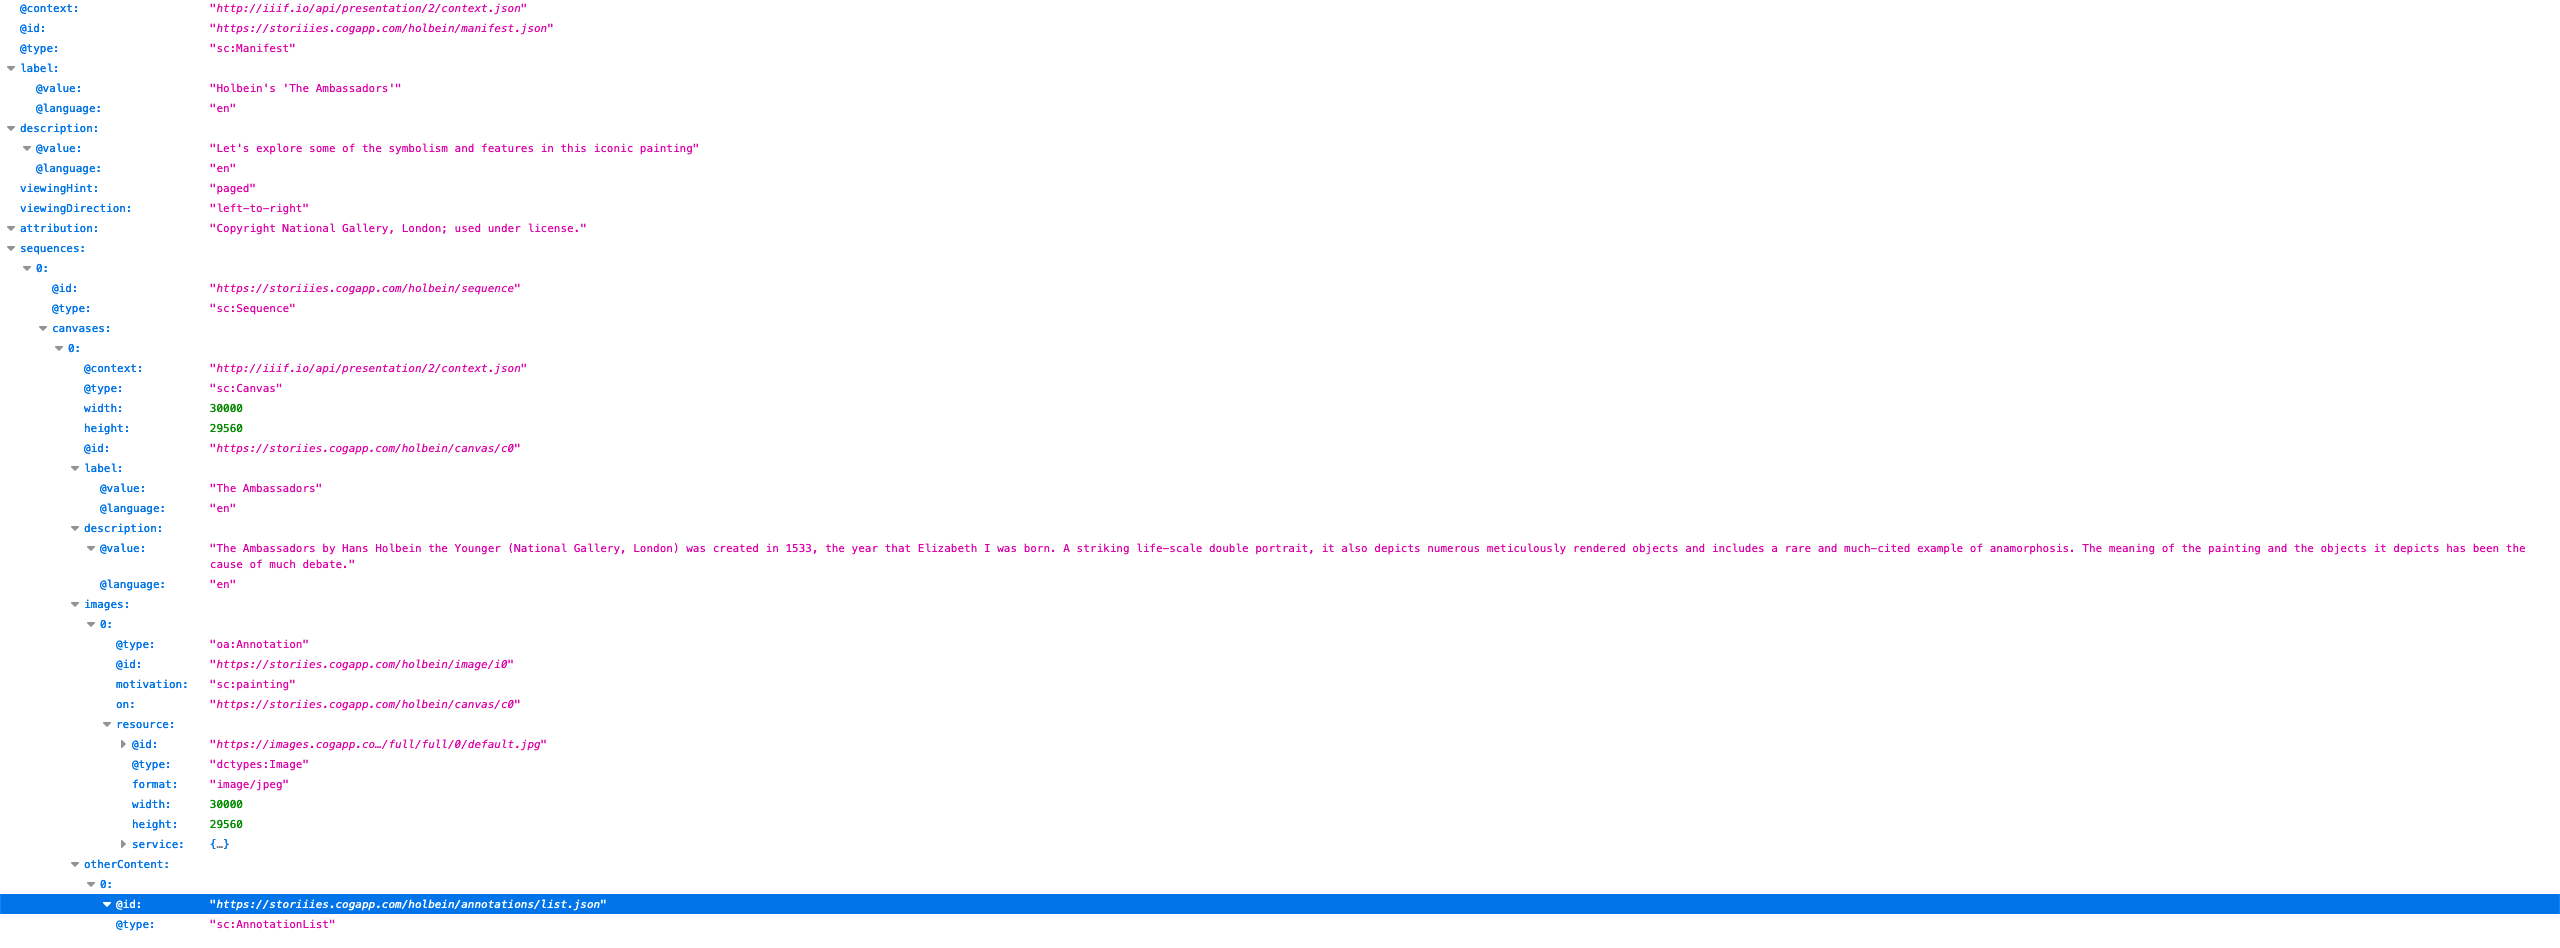 @context: "http://iiif.io/api/presentation/2/context.json"
@id: "https://storiiies.cogapp.com/holbein/manifest.json"
@type: "sc:Manifest"
label:
@value: "Holbein's 'The Ambassadors'"
@language: "en"
description:
@value: "Let's explore some of the symbolism and features in this iconic painting"
@language: "en"
viewingHint: "paged"
viewingDirection: "left-to-right"
attribution: "Copyright National Gallery, London; used under license."
sequences:
0:
@id: "https://storiiies.cogapp.com/holbein/sequence"
@type: "sc:Sequence"
canvases:
0:
@context: "http://iiif.io/api/presentation/2/context.json"
@type: "sc:Canvas"
width: 30000
height: 29560
@id: "https://storiiies.cogapp.com/holbein/canvas/c0"
label:
@value: "The Ambassadors"
@language: "en"
description:
@value: "The Ambassadors by Hans Holbein the Younger (National Gallery, London) was created in 1533, the year that Elizabeth I was born. A striking life-scale double portrait, it also depicts numerous meticulously rendered objects and includes a rare and much-cited example of anamorphosis. The meaning of the painting and the objects it depicts has been the
cause of much debate."
@language: "en"
images:
0:
@type: "oa:Annotation"
@id: "https://storiiies.cogapp.com/holbein/image/i0"
motivation: "sc:painting"
on: "https://storiiies.cogapp.com/holbein/canvas/c0"
resource:
@id: "https://images.cogapp.co…/full/full/0/default.jpg"
@type: "dctypes:Image"
format: "image/jpeg"
width: 30000
height: 29560
service: {…}
otherContent:
0:
@id: "https://storiiies.cogapp.com/holbein/annotations/list.json"
@type: "sc:AnnotationList"